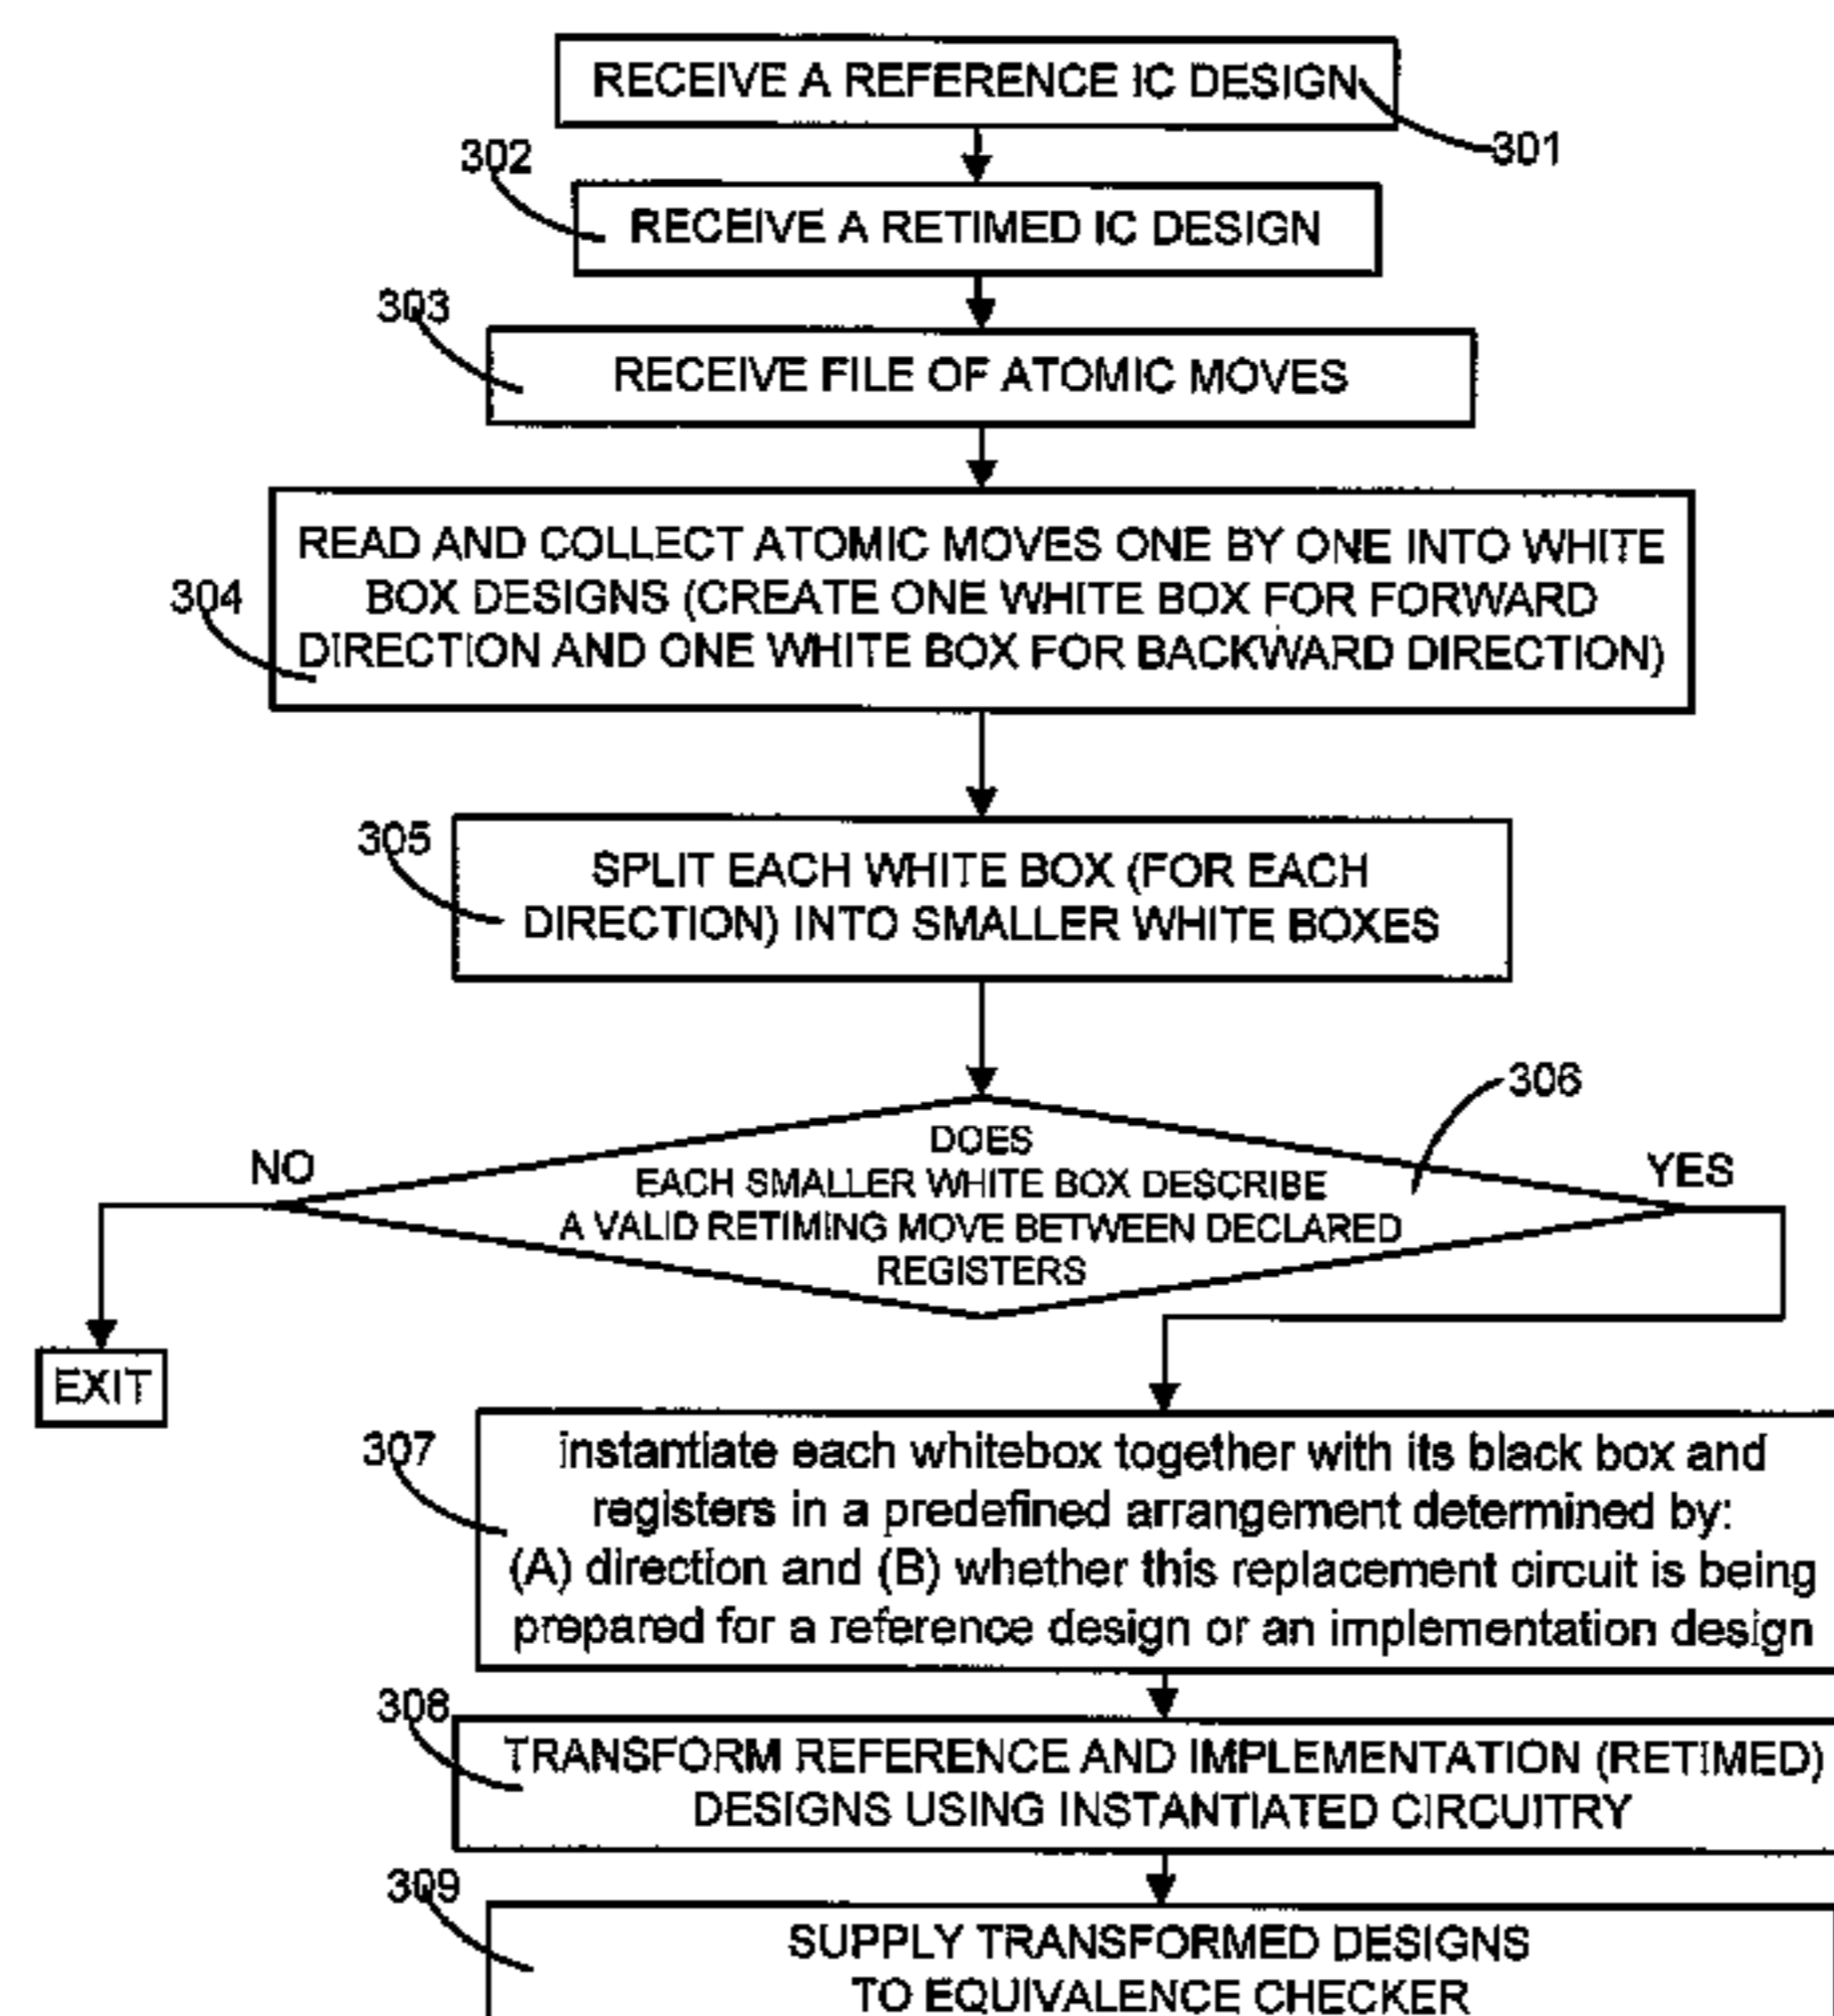 RECEIVE A REFERENCE IC DESIGN
301
302
RECEIVE A RETIMED IC DESIGN
303
RECEIVE FILE OF ATOMIC MOVES
READ AND COLLECT ATOMIC MOVES ONE BY ONE INTO WHITE
304
BOX DESIGNS (CREATE ONE WHITE BOX FOR FORWARD
DIRECTION AND ONE WHITE BOX FOR BACKWARD DIRECTION)
305
SPLIT EACH WHITE BOX (FOR EACH
DIRECTION) INTO SMALLER WHITE BOXES
306
NO
YES
DOES
EACH SMALLER WHITE BOX DESCRIBE
A VALID RETIMING MOVE BETWEEN DECLARED
REGISTERS
EXIT
307
instantiate each whitebox together with its black box and
registers in a predefined arrangement determined by:
(A) direction and (B) whether this replacement circuit is being
prepared for a reference design or an implementation design
308
TRANSFORM REFERENCE AND IMPLEMENTATION (RETIMED)
DESIGNS USING INSTANTIATED CIRCUITRY
309
SUPPLY TRANSFORMED DESIGNS
TO EQUIVALENCE CHECKER